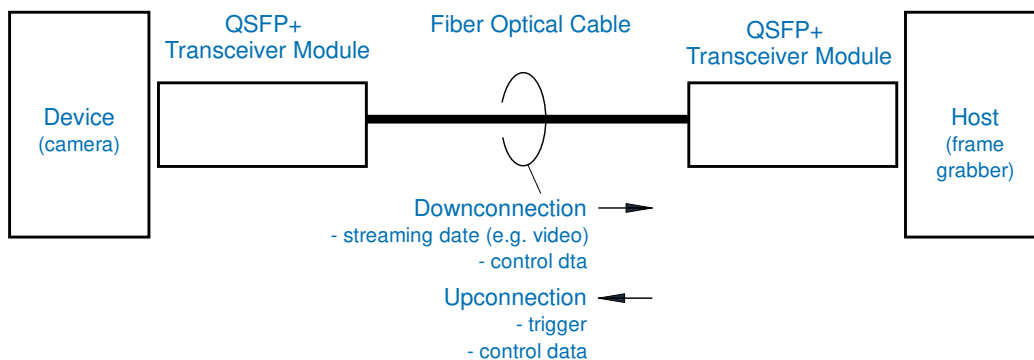 QSFP+
Transceiver Module
Fiber Optical Cable
QSFP+
Transceiver Module
Device
(camera)
Host
(frame
grabber)
Downconnection
- streaming date (e.g. video)
- control dta
Upconnection
- trigger
- control data